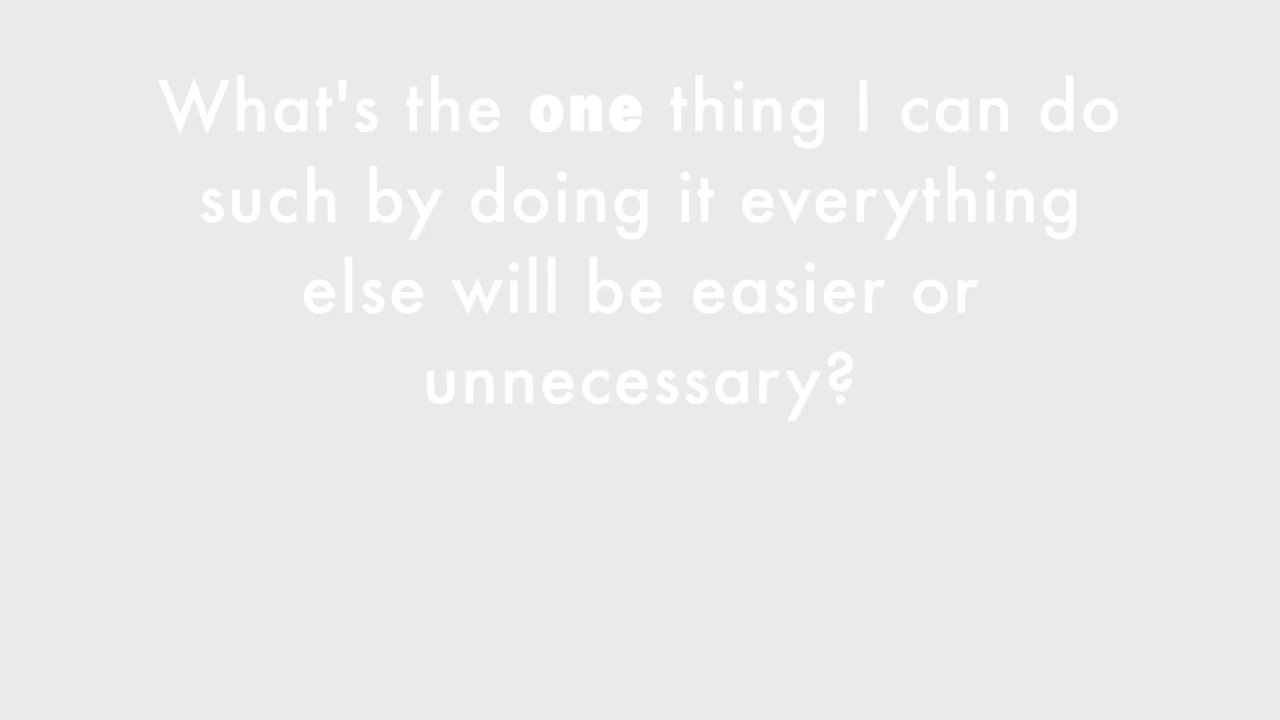 What's the one thing I can do
such by doing it everything
else will be easier or
unnecessary?